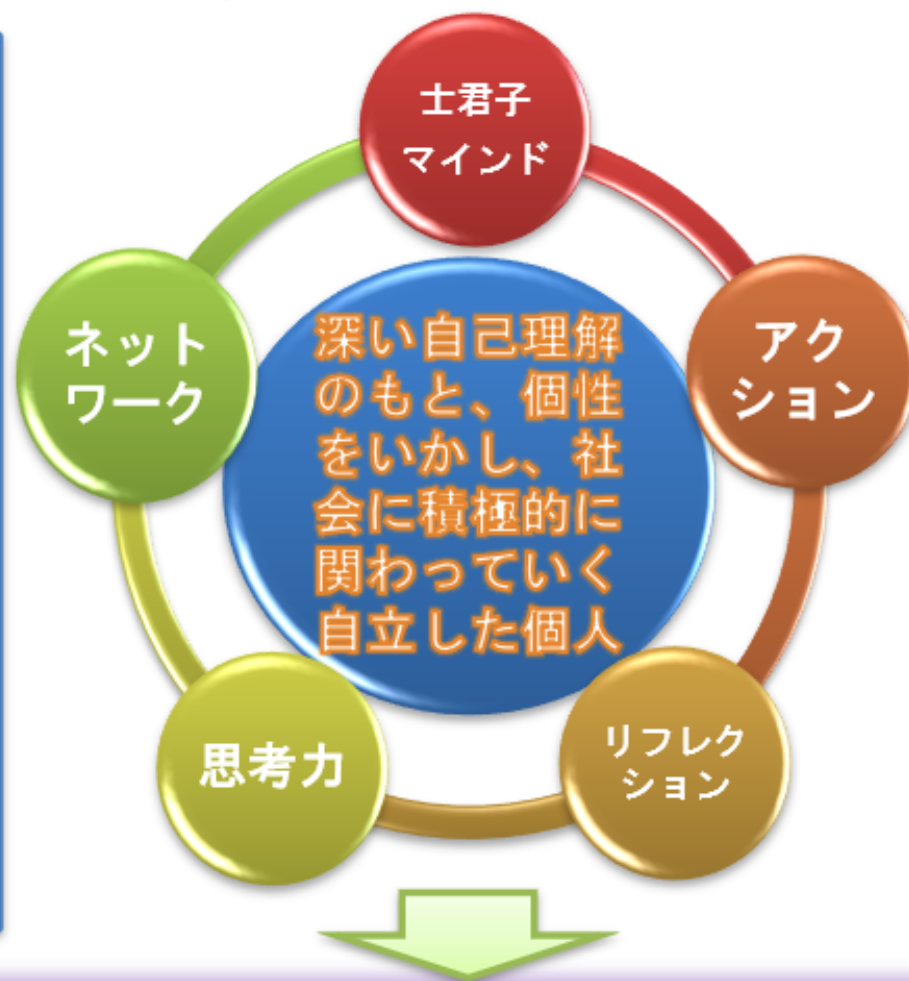 士君子
マインド
ネット
ワーク
アク
ション
深い自己理解
のもと、個性
をいかし、社
会に積極的に
関わっていく
自立した個人
思考力
リフレク
ション